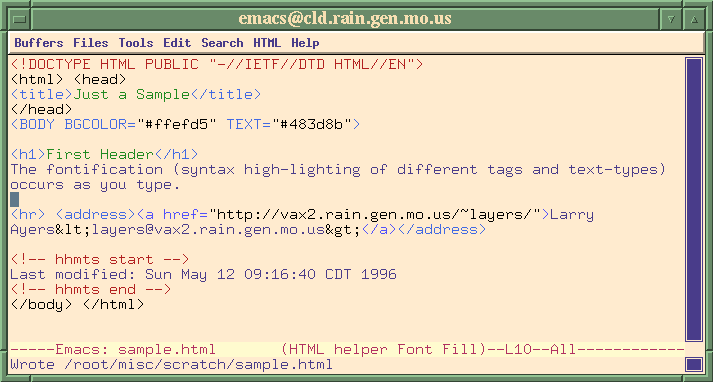 emacs@cld.rain.gen.mo.us
Buffers Files Tools Edit Search HTML Help
<!DOCTYPE HTML PUBLIC "-//IETF//DTD HTML//EN">
<html> <head>
<title>Just a Sample</title>
</head>
<BODY BGCOLOR="#ffefd5" TEXT="#483d8b">
<h1>First Header</h1>
The fontification (syntax high-lighting of different tags and text-types)
occurs as you type.
<hr> <address><a href="http://vax2.rain.gen.mo.us/~layers/">Larry
Ayers&lt;layers@vax2.rain.gen.mo.us&gt;</a></address>
<!-- hhmts start -->
Last modified: Sun May 12 09:16:40 CDT 1996
<!-- hhmts end -->
</body> </html>
-----Emacs: sample.html       (HTML helper Font Fill)--L10--All------------
Wrote /root/misc/scratch/sample.html